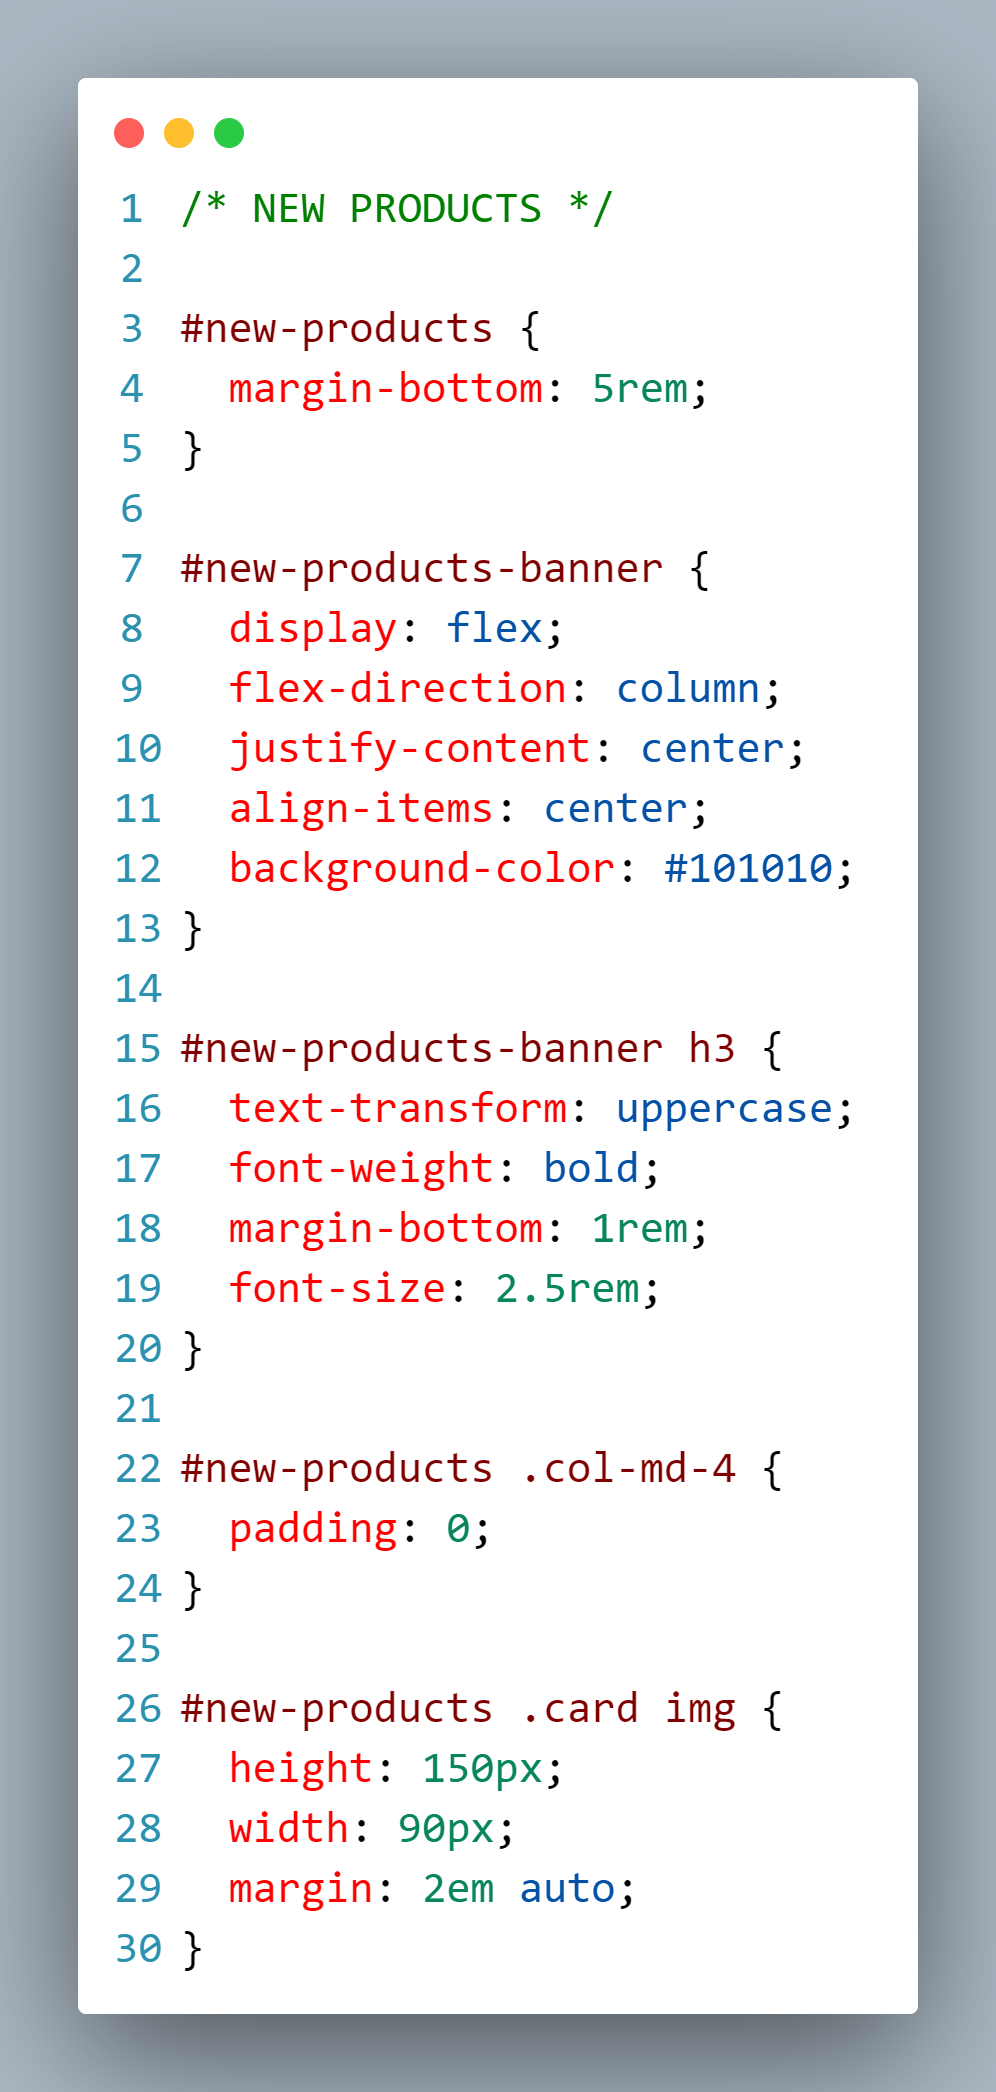 1 /* NEW PRODUCTS */
2
3 #new-products {
4   margin-bottom: 5rem;
5 }
6
7 #new-products-banner {
8   display: flex;
9   flex-direction: column;
10   justify-content: center;
11   align-items: center;
12   background-color: #101010;
13 }
14
15 #new-products-banner h3 {
16   text-transform: uppercase;
17   font-weight: bold;
18   margin-bottom: 1rem;
19   font-size: 2.5rem;
20 }
21
22 #new-products .col-md-4 {
23   padding: 0;
24 }
25
26 #new-products .card img {
27   height: 150px;
28   width: 90px;
29   margin: 2em auto;
30 }